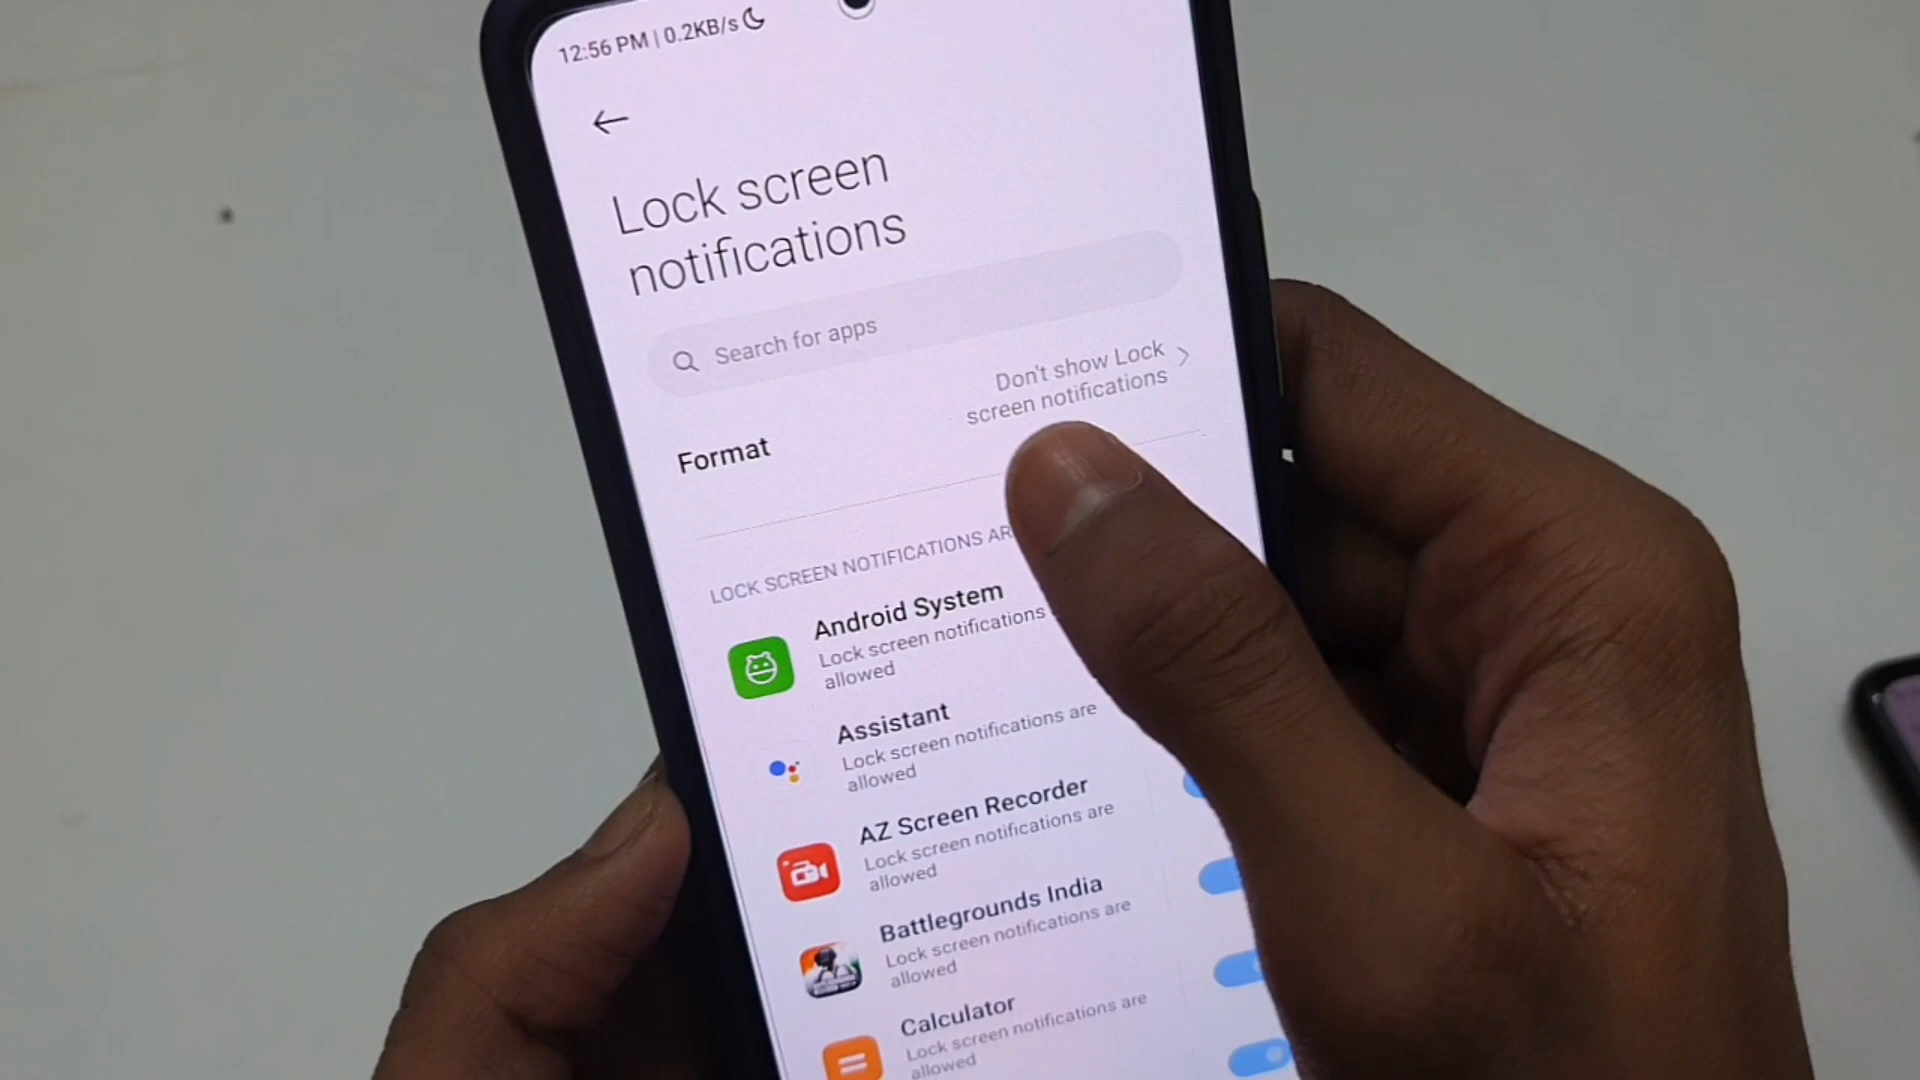 12:56 PM | 0.2KB/s
Lock screen
notifications
Search for apps
Don't show Lock
screen notifications
Format
LOCK SCREEN NOTIFICATIONS
Android System
Lock screen notifications
allowed
Assistant
Lock screen notifications are
allowed
AZ Screen Recorder
Lock screen notifications are
allowed
Battlegrounds India
Lock screen notifications are
allowed
Calculator
Lock screen notifications are
allowed